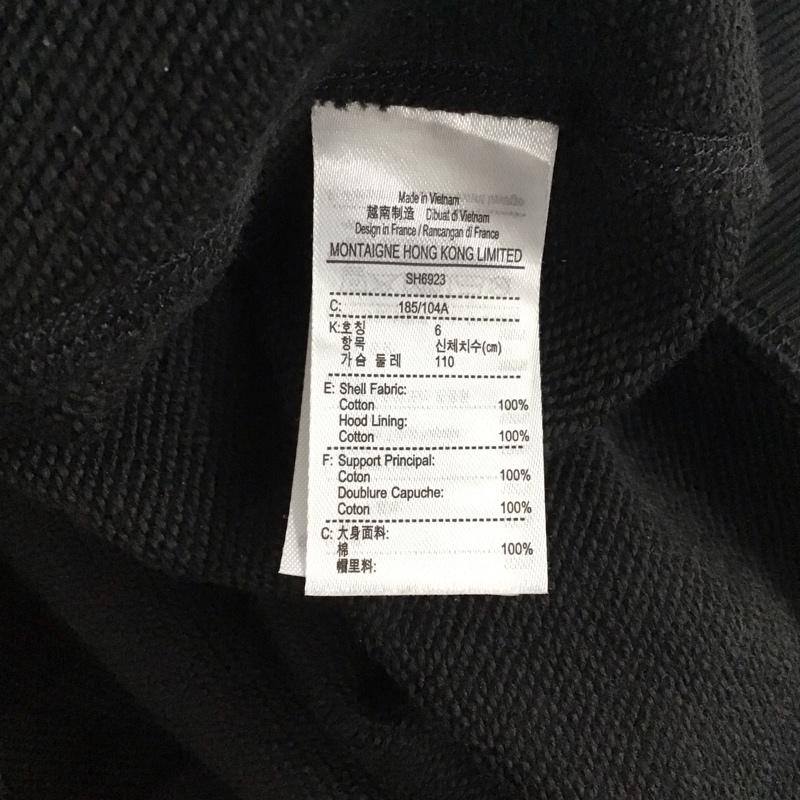 Made in Vietnam
越南制造 Dibuat di Vietnam
Design in France / Rancangan di France
MONTAIGNE HONG KONG LIMITED
SH6923
C: 185/104A
K:호칭 6
항목 신체치수(㎝)
가슴 둘레 110
E: Shell Fabric:
Cotton 100%
Hood Lining:
Cotton 100%
F: Support Principal:
Coton 100%
Doublure Capuche:
Coton 100%
C: 大身面料:
棉 100%
帽里料: